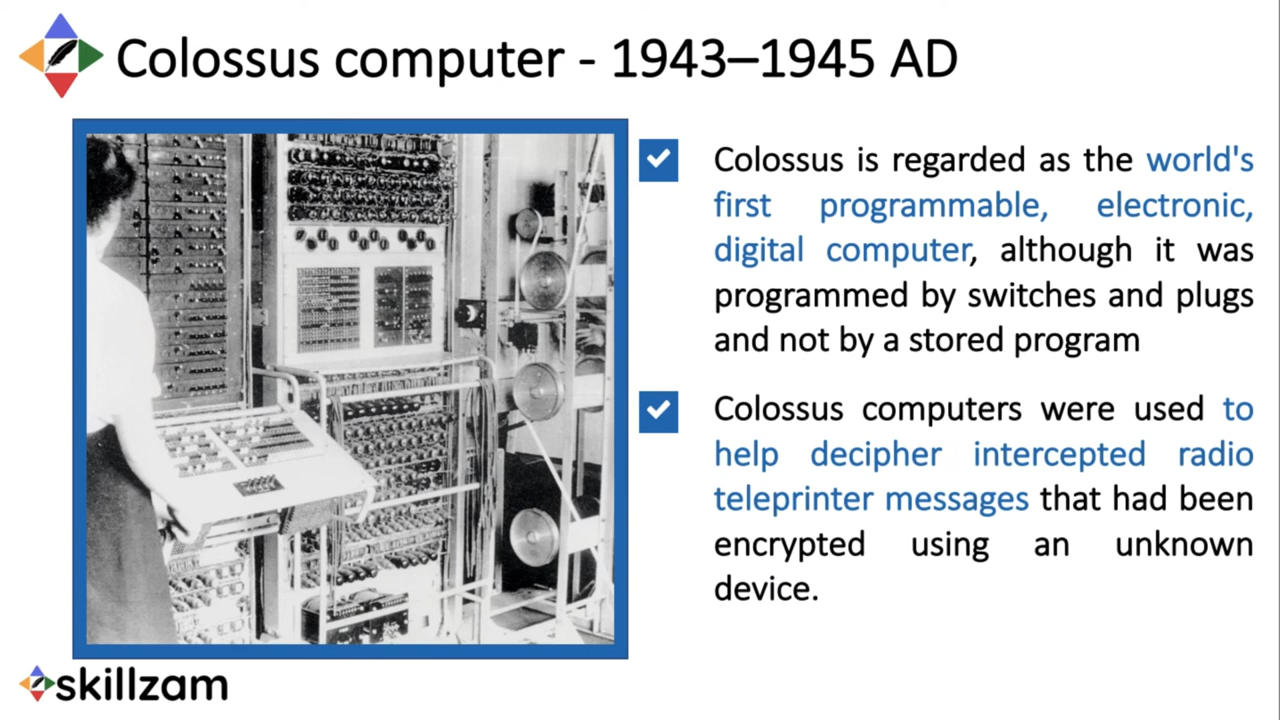 Colossus computer - 1943–1945 AD
Colossus is regarded as the world's
first programmable, electronic,
digital computer, although it was
programmed by switches and plugs
and not by a stored program
Colossus computers were used to
help decipher intercepted radio
teleprinter messages that had been
encrypted using an unknown
device.
skillzam